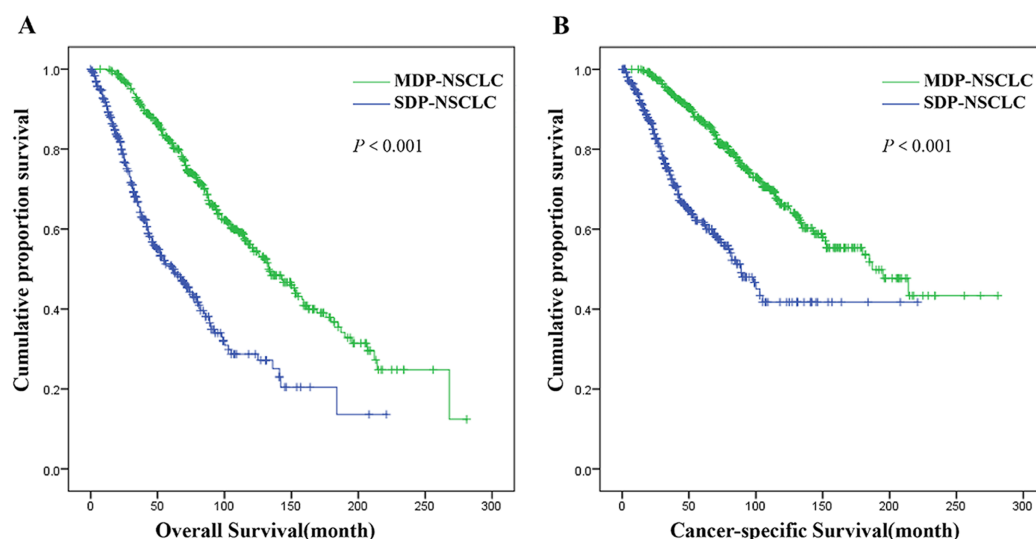 A
Cumulative proportion survival
1.0
0.8
0.6
0.4
0.2
0.0
MDP-NSCLC
SDP-NSCLC
P < 0.001
0 50 100 150 200 250 300
Overall Survival(month)
B
Cumulative proportion survival
1.0
0.8
0.6
0.4
0.2
0.0
MDP-NSCLC
SDP-NSCLC
P < 0.001
0 50 100 150 200 250 300
Cancer-specific Survival(month)